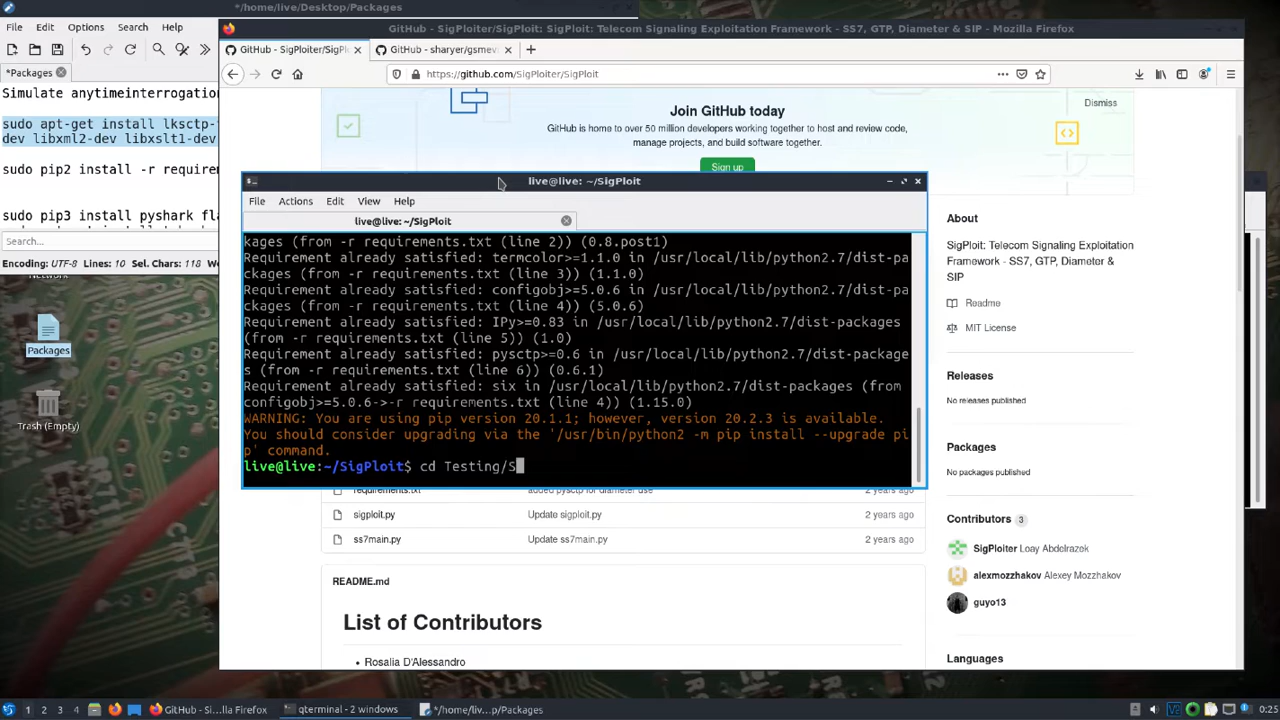 */home/live/Desktop/Packages
File Edit Options Search H
*Packages
Simulate anytimeinterrogation
sudo apt-get install lksctp-
dev libxml2-dev libxslt1-dev
sudo pip2 install -r require
sudo pip3 install pyshark fl
Search...
Encoding: UTF-8 Lines: 10 Sel. Chars: 118 W
Packages
Trash (Empty)
GitHub - SigPloiter/SigPloit: SigPloit: Telecom Signaling Exploitation Framework - SS7, GTP, Diameter & SIP - Mozilla Firefox
GitHub - SigPloiter/SigPl
GitHub - sharyer/gsmev
https://github.com/SigPloiter/SigPloit
Join GitHub today
Dismiss
GitHub is home to over 50 million developers working together to host and review code,
manage projects, and build software together.
Sign up
live@live: ~/SigPloit
File Actions Edit View Help
live@live: ~/SigPloit
kages (from -r requirements.txt (line 2)) (0.8.post1)
Requirement already satisfied: termcolor>=1.1.0 in /usr/local/lib/python2.7/dist-pa
ckages (from -r requirements.txt (line 3)) (1.1.0)
Requirement already satisfied: configobj>=5.0.6 in /usr/local/lib/python2.7/dist-pa
ckages (from -r requirements.txt (line 4)) (5.0.6)
Requirement already satisfied: IPy>=0.83 in /usr/local/lib/python2.7/dist-packages
(from -r requirements.txt (line 5)) (1.0)
Requirement already satisfied: pysctp>=0.6 in /usr/local/lib/python2.7/dist-package
s (from -r requirements.txt (line 6)) (0.6.1)
Requirement already satisfied: six in /usr/local/lib/python2.7/dist-packages (from
configobj>=5.0.6->-r requirements.txt (line 4)) (1.15.0)
WARNING: You are using pip version 20.1.1; however, version 20.2.3 is available.
You should consider upgrading via the '/usr/bin/python2 -m pip install --upgrade pi
p' command.
live@live:~/SigPloit$ cd Testing/S
requirements.txt added pysctp for diameter use 2 years ago
sigploit.py Update sigploit.py 2 years ago
ss7main.py Update ss7main.py 2 years ago
README.md
List of Contributors
• Rosalia D'Alessandro
About
SigPloit: Telecom Signaling Exploitation
Framework - SS7, GTP, Diameter &
SIP
Readme
MIT License
Releases
No releases published
Packages
No packages published
Contributors 3
SigPloiter Loay Abdelrazek
alexmozzhakov Alexey Mozzhakov
guyo13
Languages
1 2 3 4 GitHub - Si...la Firefox qterminal - 2 windows */home/live/...p/Packages 0:25